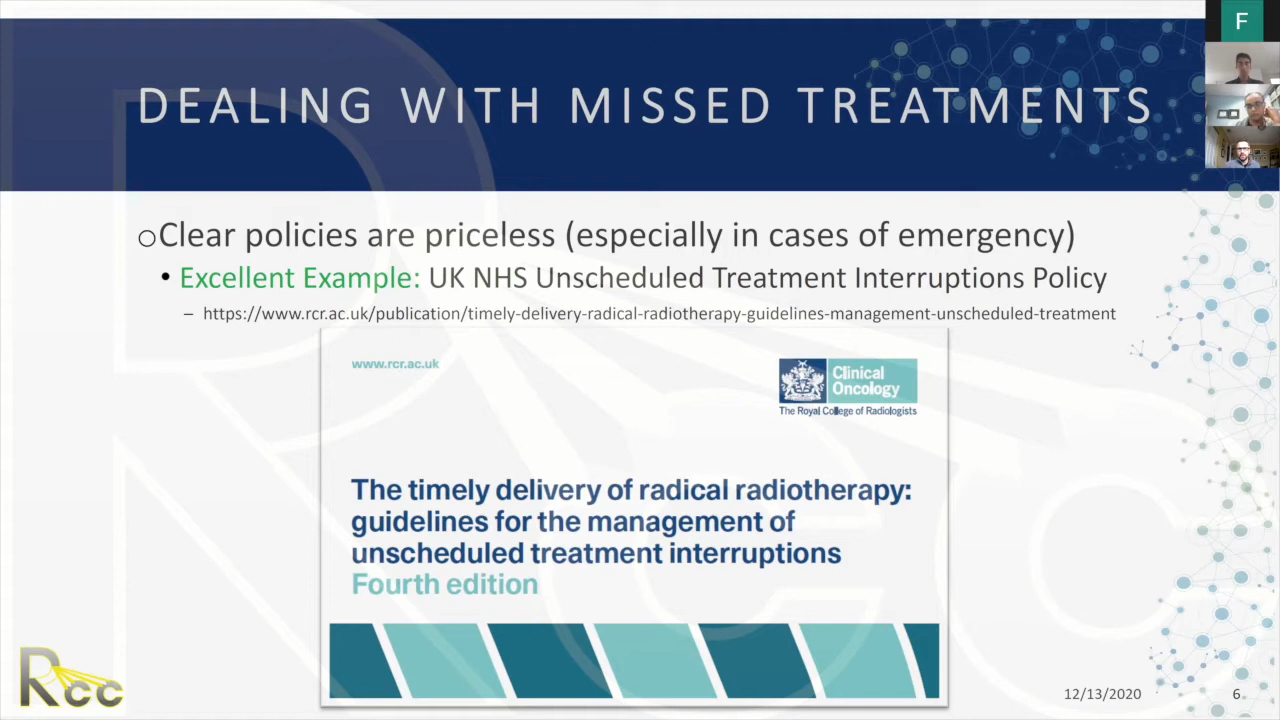 F
DEALING WITH MISSED TREATMENTS
oClear policies are priceless (especially in cases of emergency)
• Excellent Example: UK NHS Unscheduled Treatment Interruptions Policy
– https://www.rcr.ac.uk/publication/timely-delivery-radical-radiotherapy-guidelines-management-unscheduled-treatment
www.rcr.ac.uk
Clinical
Oncology
The Royal College of Radiologists
The timely delivery of radical radiotherapy:
guidelines for the management of
unscheduled treatment interruptions
Fourth edition
Rcc
12/13/2020
6